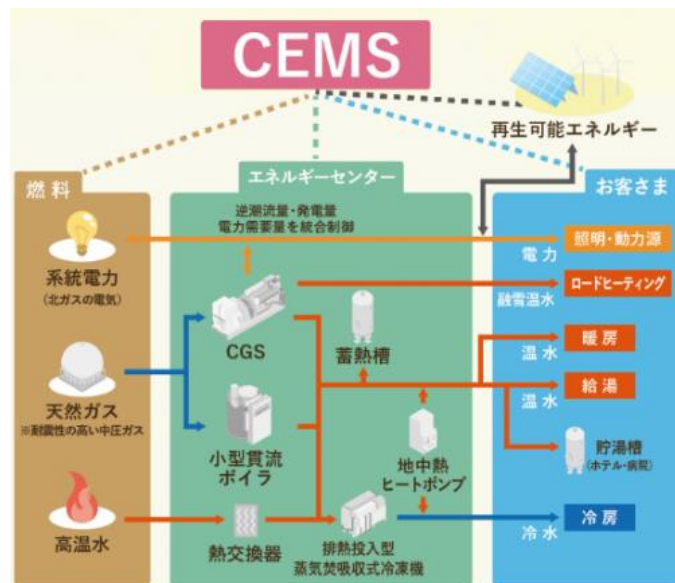 CEMS
再生可能エネルギー
燃料
エネルギーセンター
お客さま
逆潮流量・発電量
電力需要量を統合制御
系統電力
(北ガスの電気)
電力
照明・動力源
CGS
融雪温水
ロードヒーティング
蓄熱槽
温水
暖房
天然ガス
※耐震性の高い中圧ガス
温水
給湯
小型貫流
ボイラ
地中熱
ヒートポンプ
貯湯槽
(ホテル・病院)
高温水
熱交換器
排熱投入型
蒸気焚吸収式冷凍機
冷水
冷房